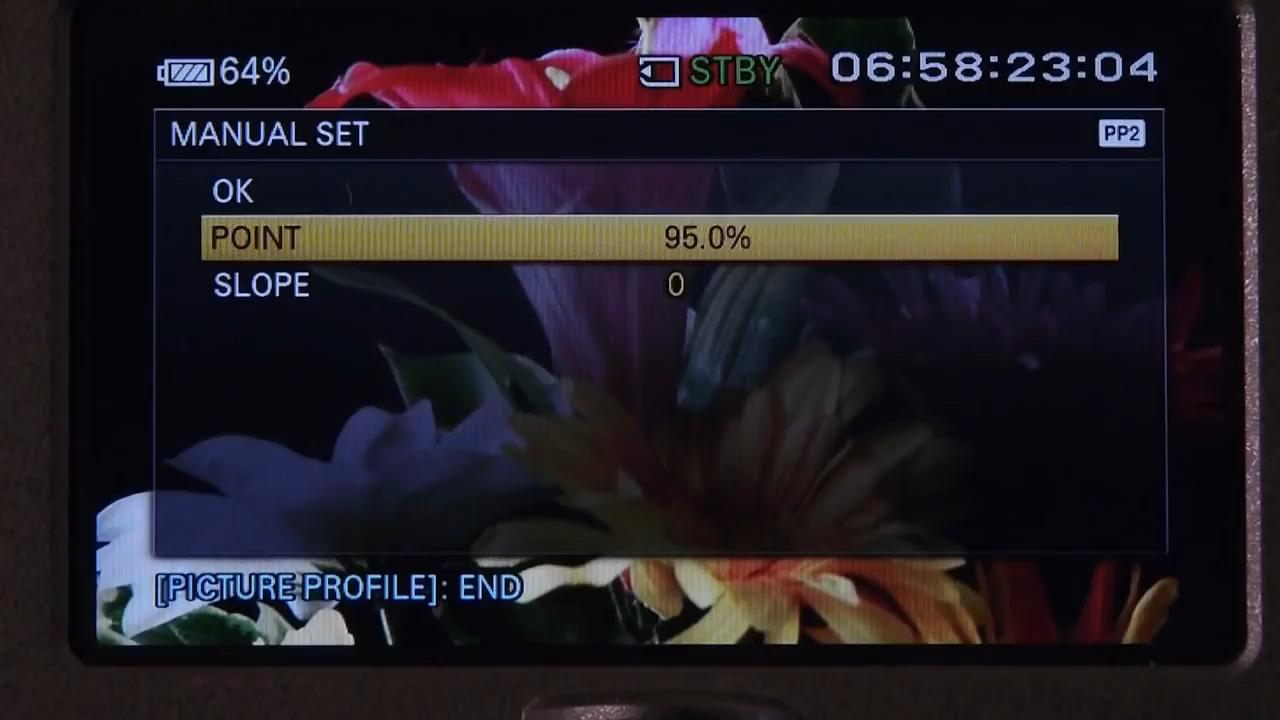 64% STBY 06:58:23:04
MANUAL SET PP2
OK
POINT 95.0%
SLOPE 0
[PICTURE PROFILE]: END